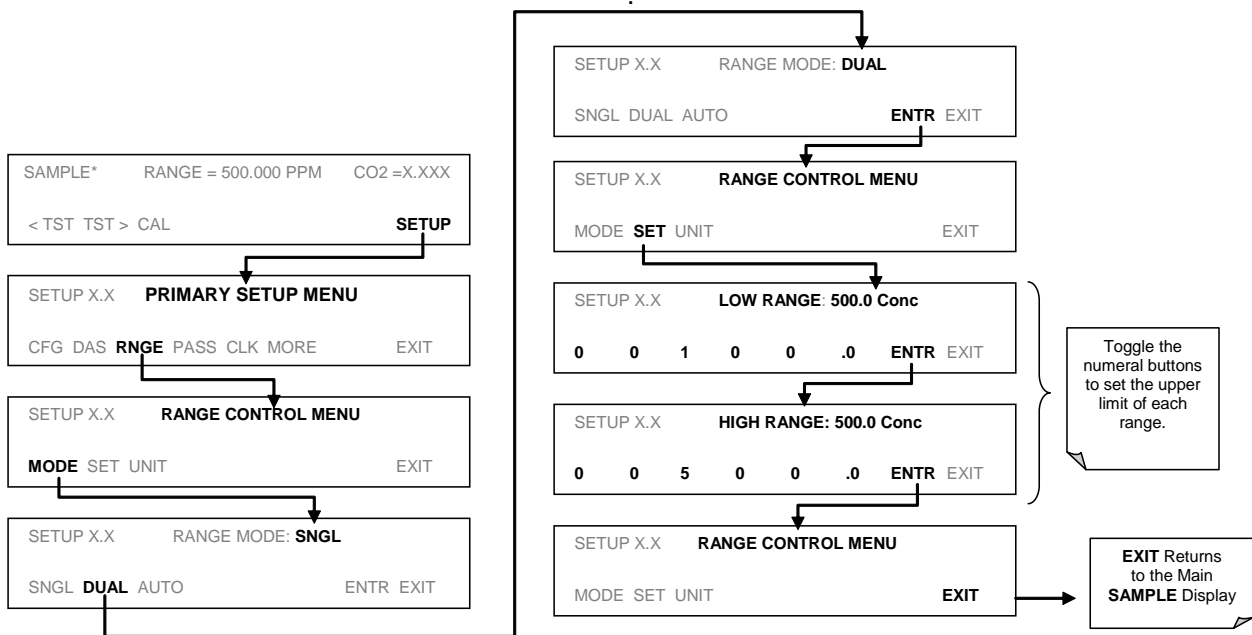 SAMPLE* RANGE = 500.000 PPM CO2 =X.XXX
< TST TST > CAL SETUP
SETUP X.X PRIMARY SETUP MENU
CFG DAS RNGE PASS CLK MORE EXIT
SETUP X.X RANGE CONTROL MENU
MODE SET UNIT EXIT
SETUP X.X RANGE MODE: SNGL
SNGL DUAL AUTO ENTR EXIT
SETUP X.X RANGE MODE: DUAL
SNGL DUAL AUTO ENTR EXIT
SETUP X.X RANGE CONTROL MENU
MODE SET UNIT EXIT
SETUP X.X LOW RANGE: 500.0 Conc
0 0 1 0 0 .0 ENTR EXIT
SETUP X.X HIGH RANGE: 500.0 Conc
0 0 5 0 0 .0 ENTR EXIT
Toggle the
numeral buttons
to set the upper
limit of each
range.
SETUP X.X RANGE CONTROL MENU
MODE SET UNIT EXIT
EXIT Returns
to the Main
SAMPLE Display